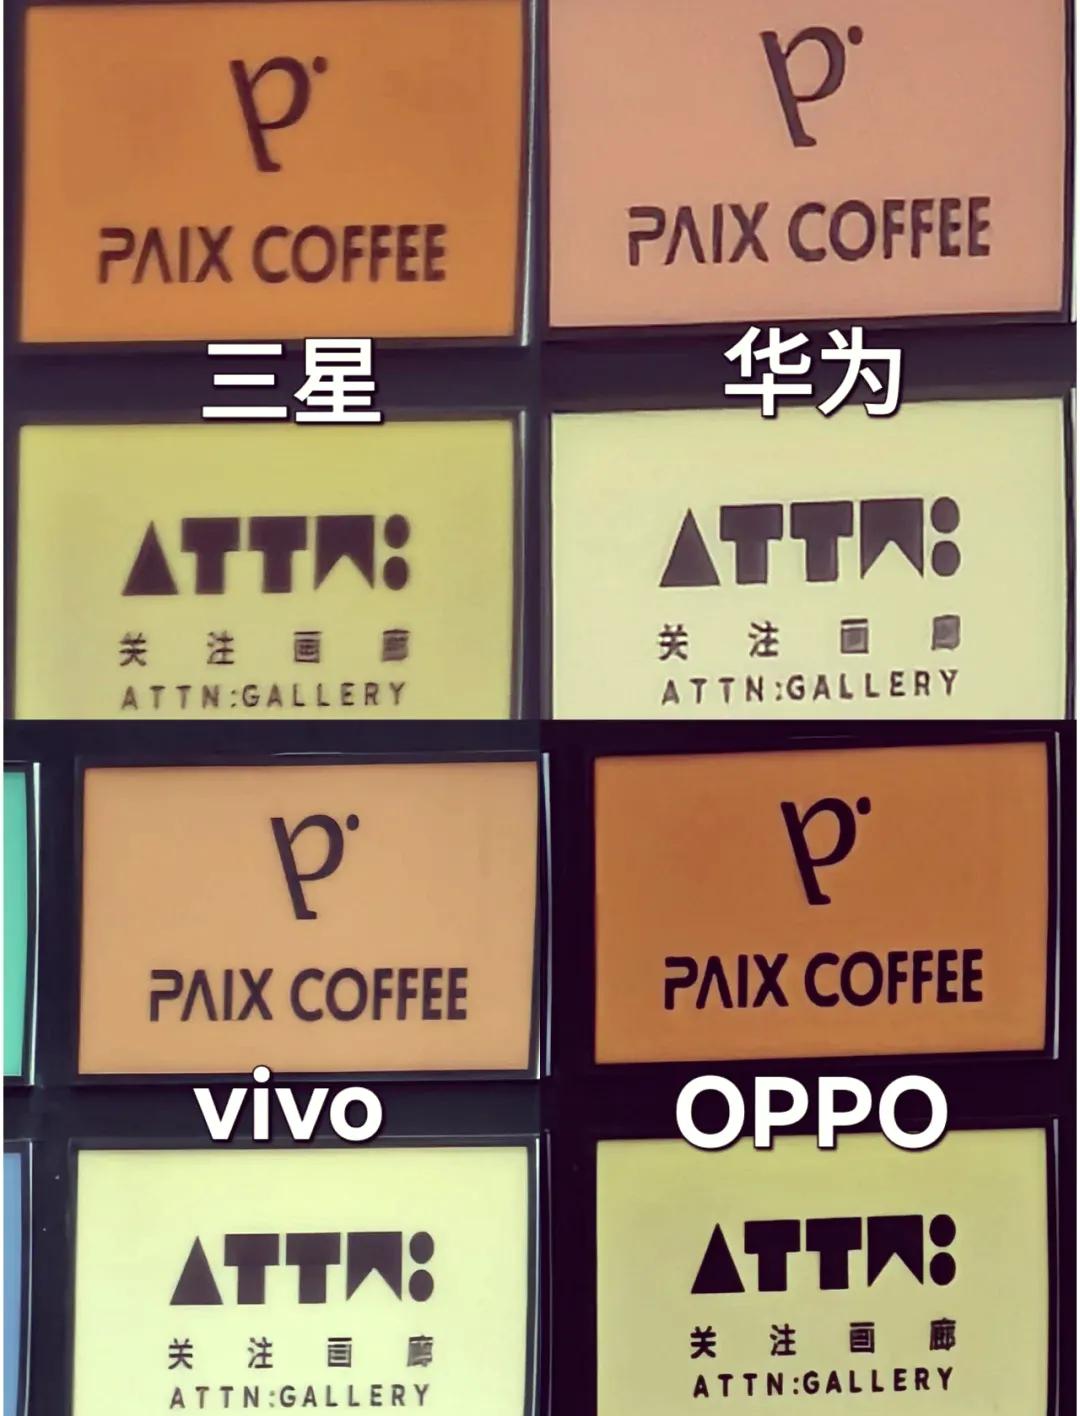 p.
PAIX COFFEE
三星
ATTN:
关注画廊
ATTN:GALLERY
p.
PAIX COFFEE
华为
ATTN:
关注画廊
ATTN:GALLERY
p.
PAIX COFFEE
vivo
ATTN:
关注画廊
ATTN:GALLERY
p.
PAIX COFFEE
OPPO
ATTN:
关注画廊
ATTN:GALLERY